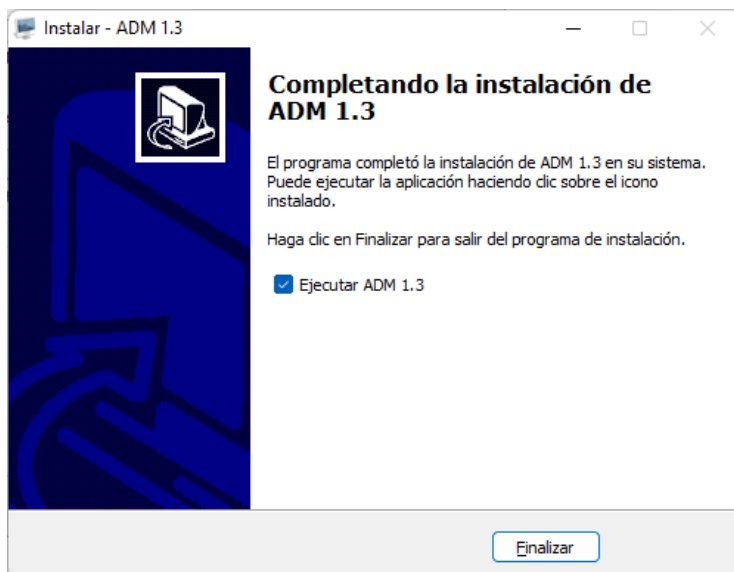 Instalar - ADM 1.3
Completando la instalación de
ADM 1.3
El programa completó la instalación de ADM 1.3 en su sistema.
Puede ejecutar la aplicación haciendo clic sobre el icono
instalado.
Haga clic en Finalizar para salir del programa de instalación.
Ejecutar ADM 1.3
Finalizar